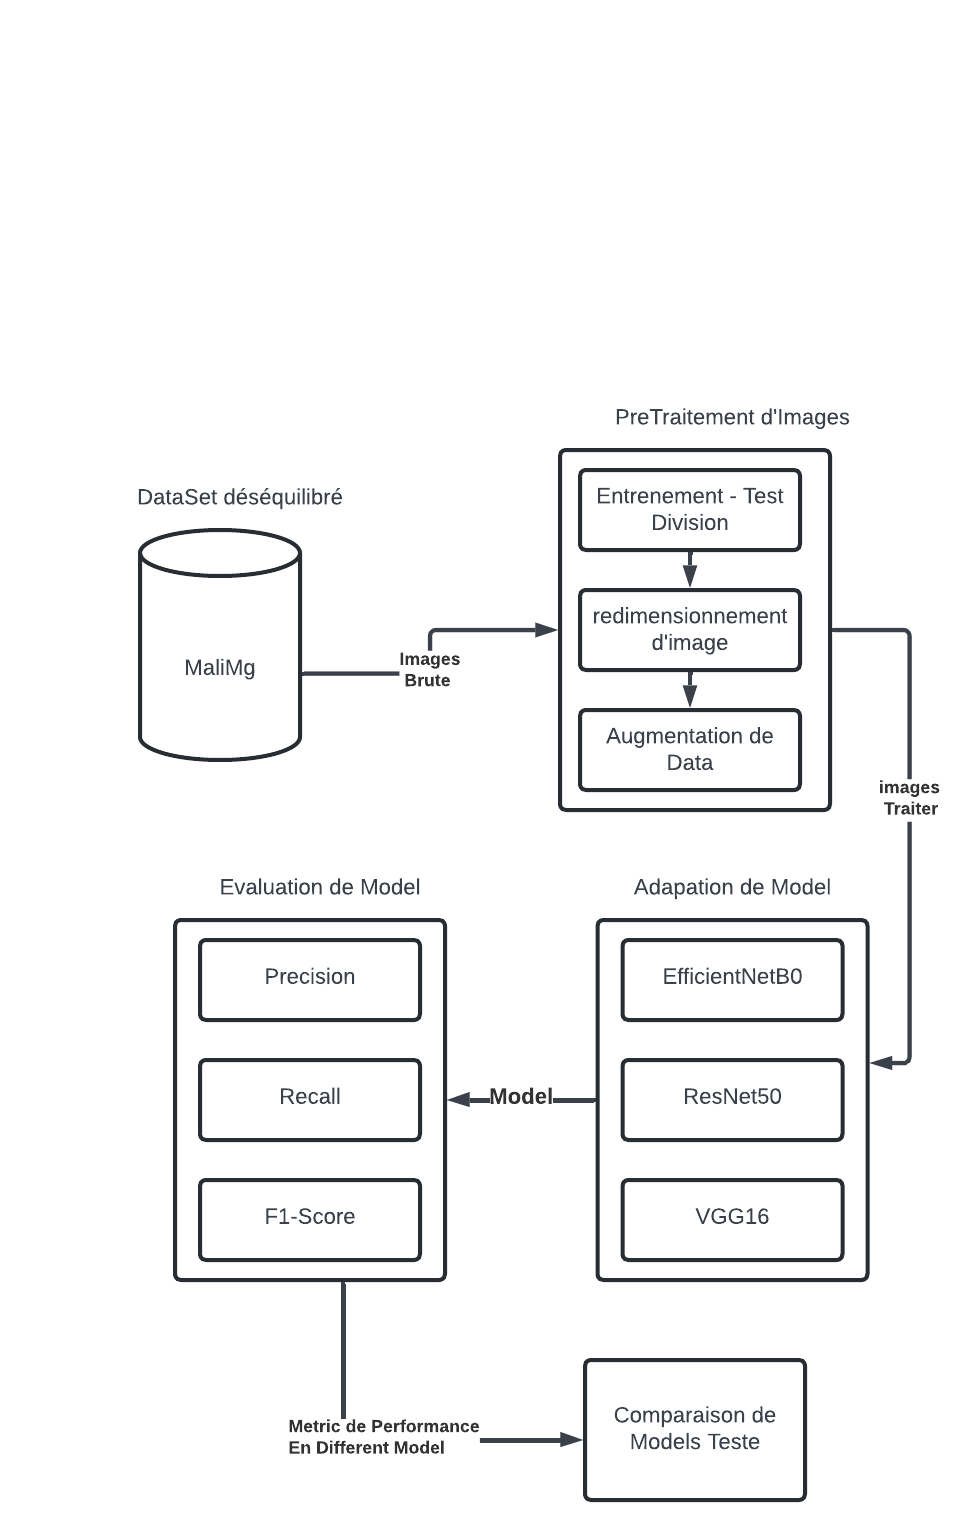 PreTraitement d'Images
Entrenement - Test
Division
redimensionnement
d'image
Augmentation de
Data
DataSet déséquilibré
MaliMg
Images
Brute
images
Traiter
Adapation de Model
EfficientNetB0
ResNet50
VGG16
Model
Evaluation de Model
Precision
Recall
F1-Score
Metric de Performance
En Different Model
Comparaison de
Models Teste